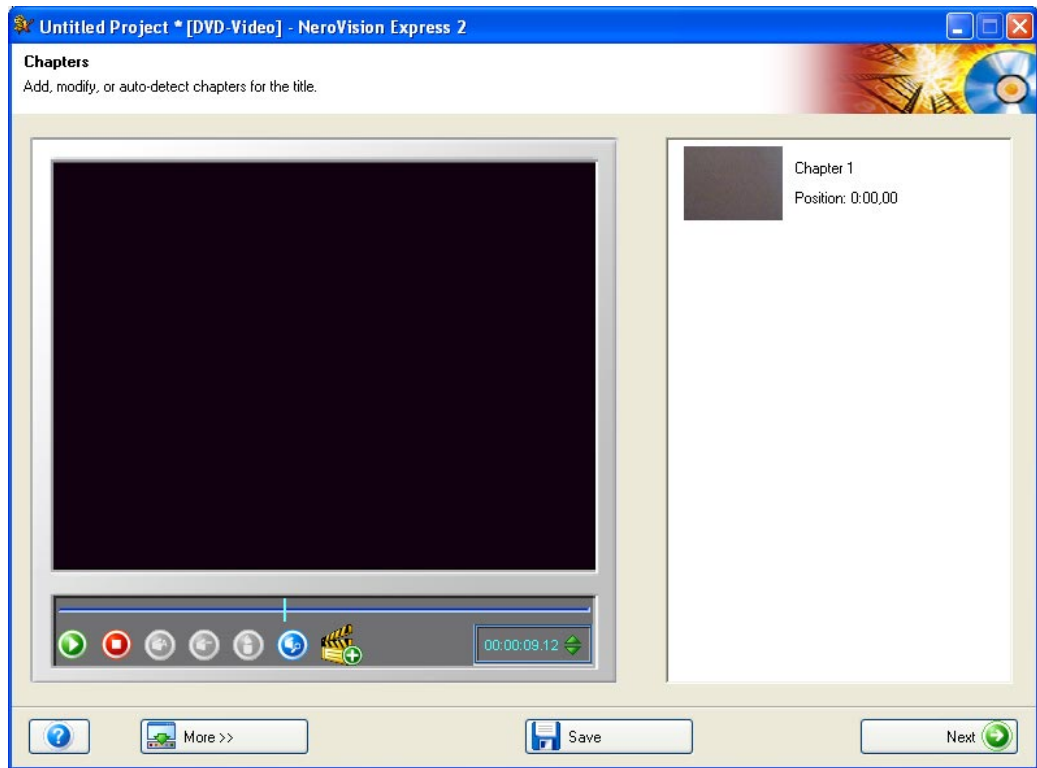 Untitled Project * [DVD-Video] - NeroVision Express 2
Chapters
Add, modify, or auto-detect chapters for the title.
Chapter 1
Position: 0:00,00
00:00:09.12
More >>
Save
Next